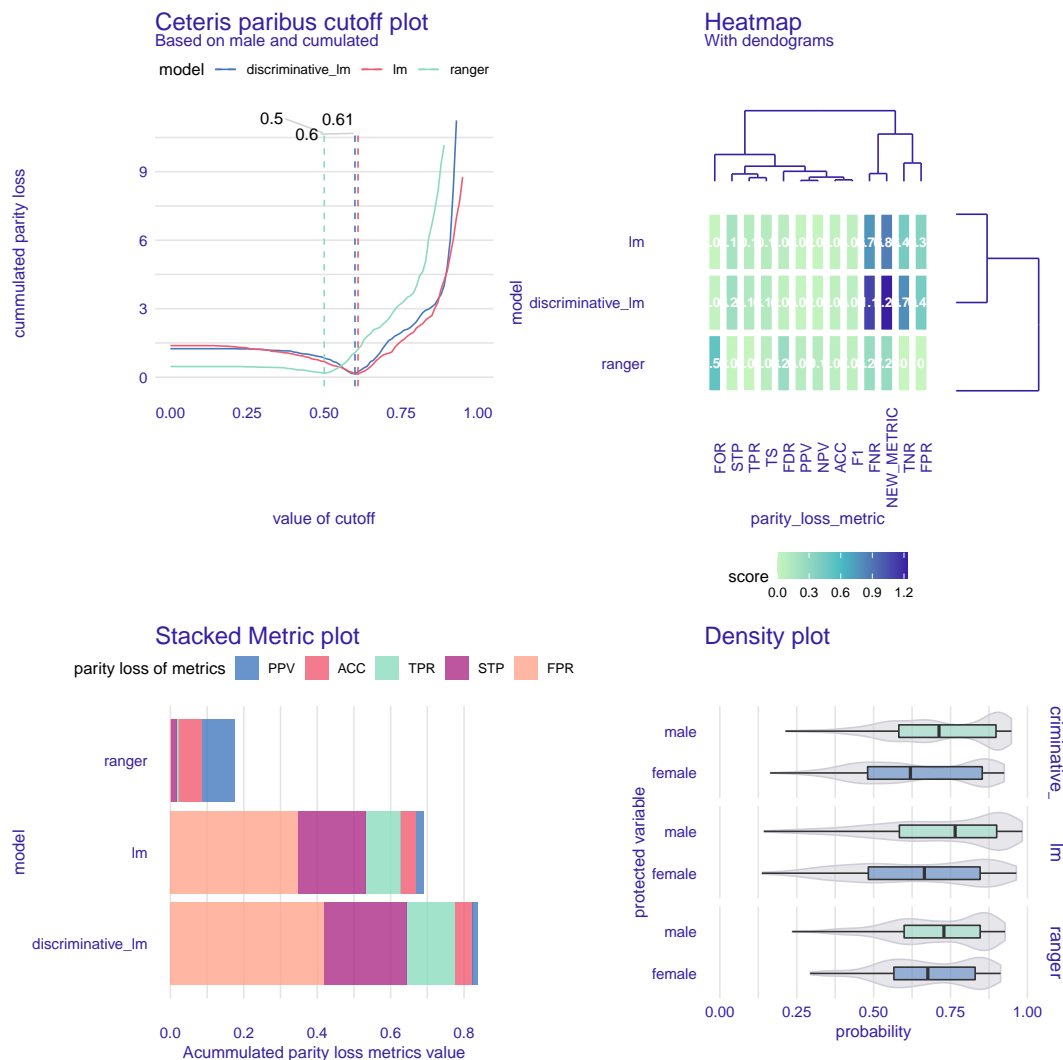 Ceteris paribus cutoff plot
Based on male and cumulated
model discriminative_lm lm ranger
0.5 0.61
0.6
cummulated parity loss
9
6
3
0
0.00 0.25 0.50 0.75 1.00
value of cutoff
Heatmap
With dendograms
model
lm
discriminative_lm
ranger
FOR STP TPR TS FDR PPV NPV ACC F1 FNR NEW_METRIC TNR FPR
parity_loss_metric
score
0.0 0.3 0.6 0.9 1.2
Stacked Metric plot
parity loss of metrics PPV ACC TPR STP FPR
model
ranger
lm
discriminative_lm
0.0 0.2 0.4 0.6 0.8
Acummulated parity loss metrics value
Density plot
protected variable
male
female
criminative_
male
female
lm
male
female
ranger
0.00 0.25 0.50 0.75 1.00
probability